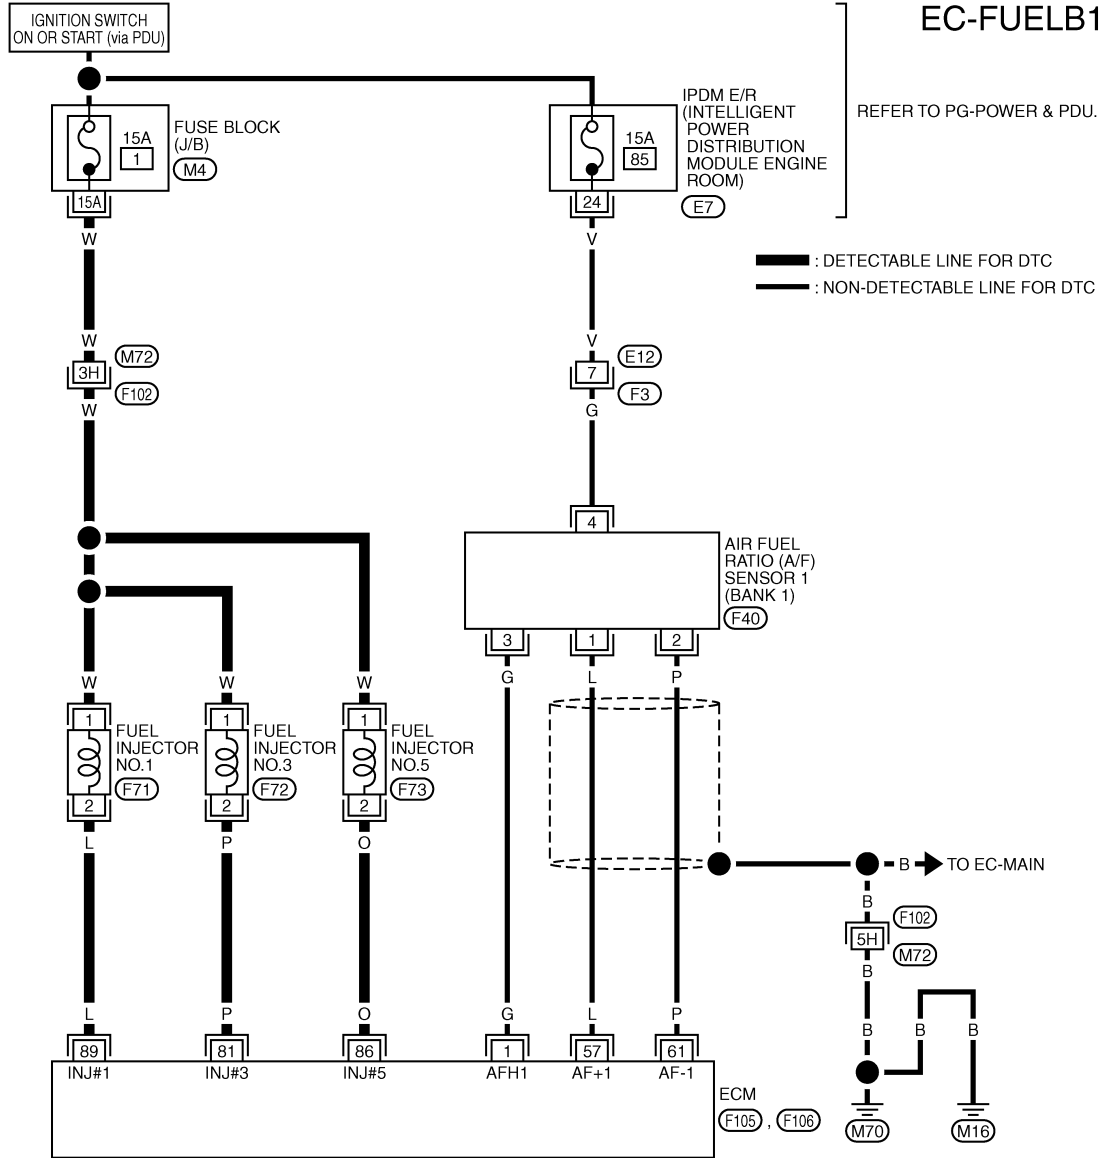 IGNITION SWITCH
ON OR START (via PDU)
EC-FUELB1
FUSE BLOCK
(J/B)
M4
15A
1
15A
IPDM E/R
(INTELLIGENT
POWER
DISTRIBUTION
MODULE ENGINE
ROOM)
E7
15A
85
24
REFER TO PG-POWER & PDU.
W
V
: DETECTABLE LINE FOR DTC
: NON-DETECTABLE LINE FOR DTC
W
V
M72
3H
F102
E12
7
F3
W
G
4
AIR FUEL
RATIO (A/F)
SENSOR 1
(BANK 1)
F40
3
1
2
W
W
W
G
L
P
1
FUEL
INJECTOR
NO.1
F71
2
1
FUEL
INJECTOR
NO.3
F72
2
1
FUEL
INJECTOR
NO.5
F73
2
L
P
O
B
TO EC-MAIN
B
F102
5H
M72
B
L
P
O
G
L
P
B
B
B
89
81
86
1
57
61
INJ#1
INJ#3
INJ#5
AFH1
AF+1
AF-1
ECM
F105 , F106
M70
M16